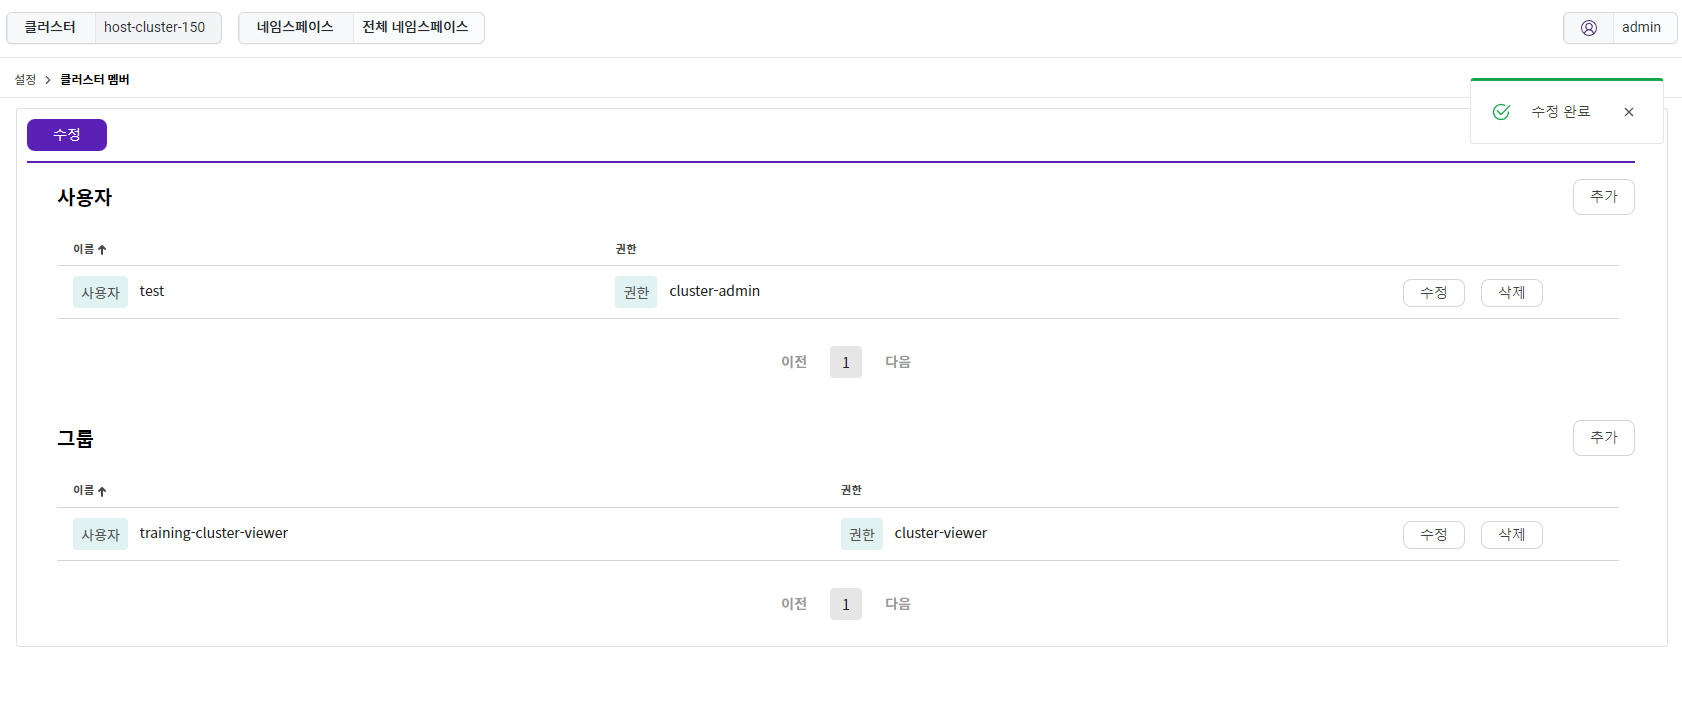 클러스터 host-cluster-150 네임스페이스 전체 네임스페이스 admin
설정 > 클러스터 멤버
수정 완료 ×
수정
사용자 추가
이름 ↑ 권한
사용자 test 권한 cluster-admin 수정 삭제
이전 1 다음
그룹 추가
이름 ↑ 권한
사용자 training-cluster-viewer 권한 cluster-viewer 수정 삭제
이전 1 다음